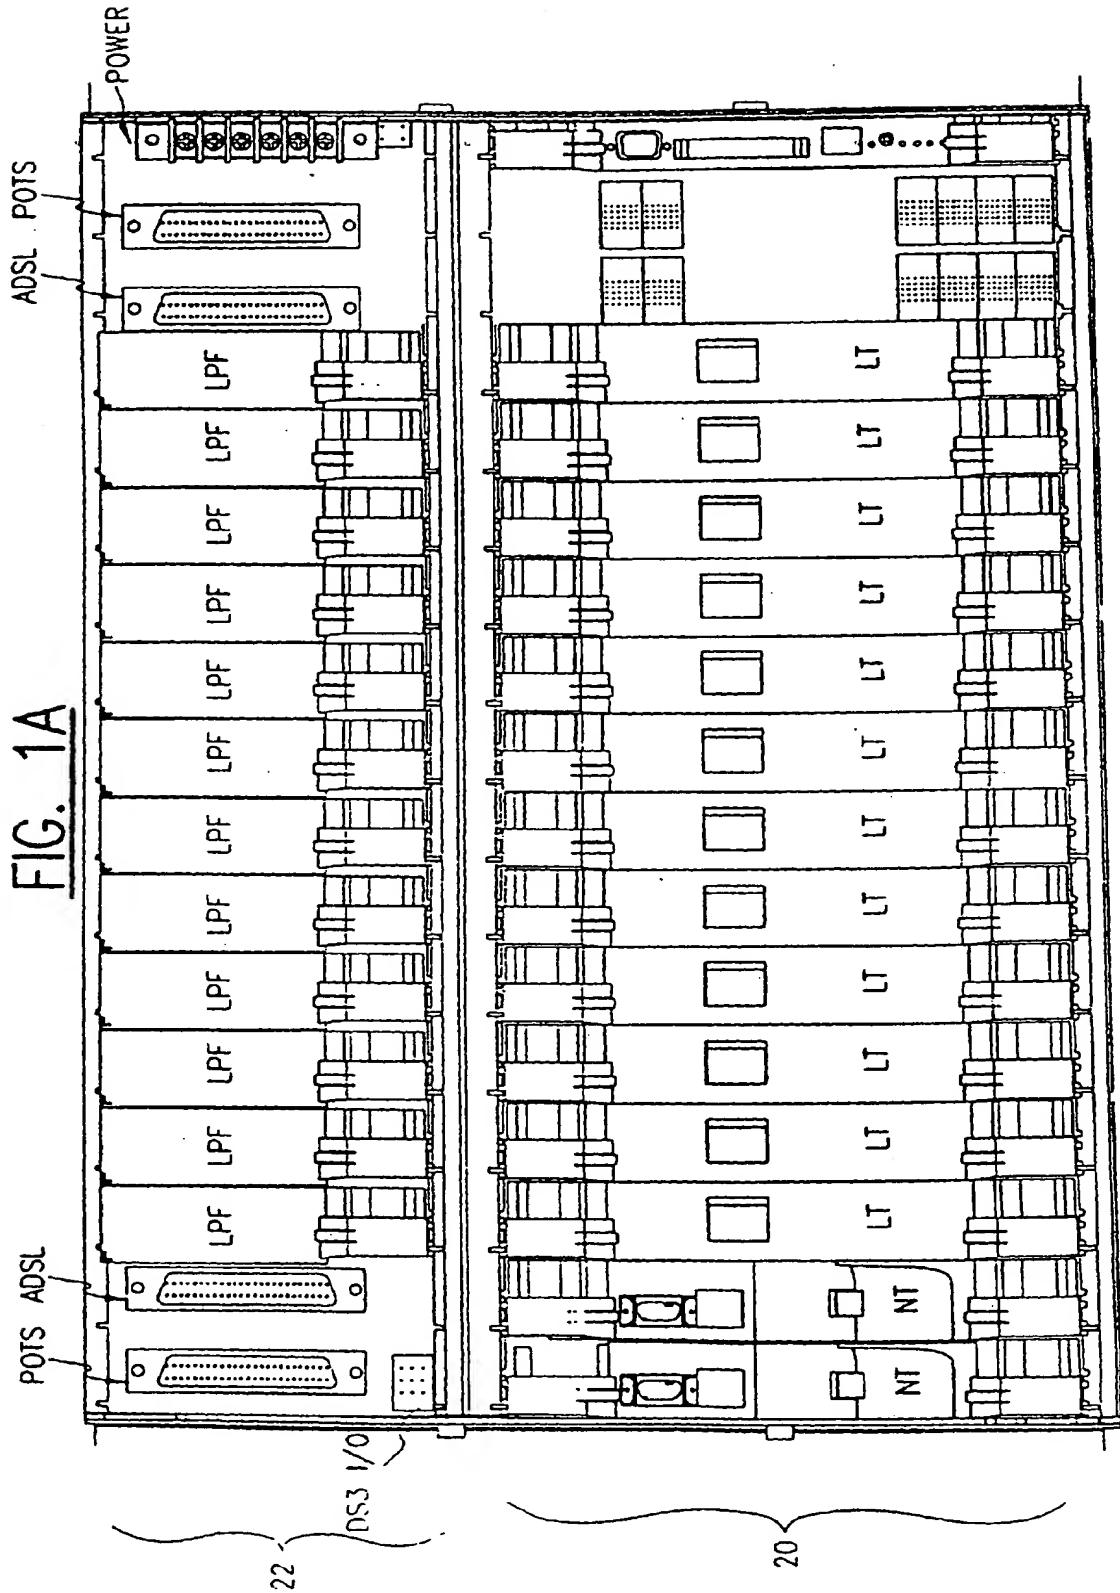 FIG. 1A
POTS ADSL
ADSL POTS
POWER
LPF LPF LPF LPF LPF LPF LPF LPF LPF LPF LPF LPF
22
DS3 I/O
LT LT LT LT LT LT LT LT LT LT LT LT
NT NT
20